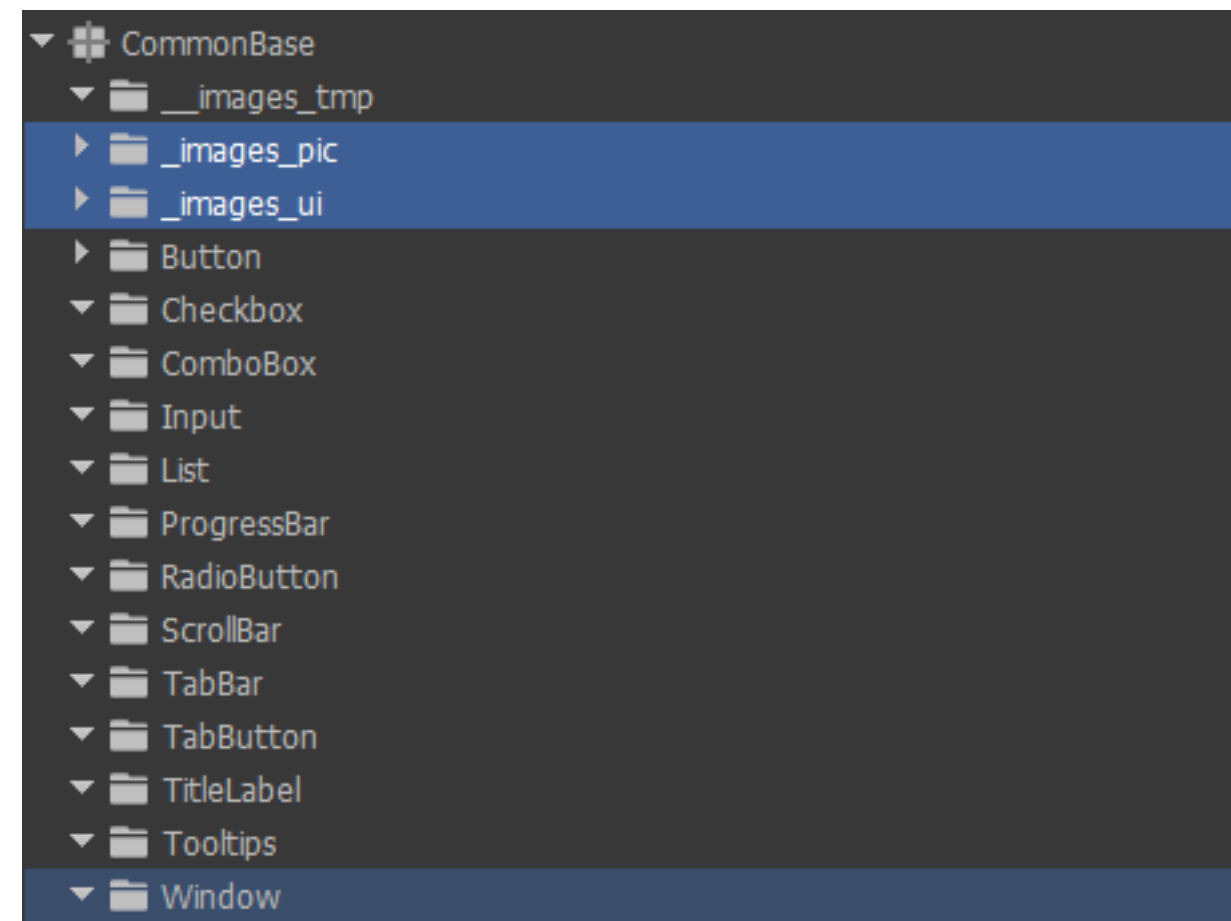 CommonBase
__images_tmp
_images_pic
_images_ui
Button
Checkbox
ComboBox
Input
List
ProgressBar
RadioButton
ScrollBar
TabBar
TabButton
TitleLabel
Tooltips
Window